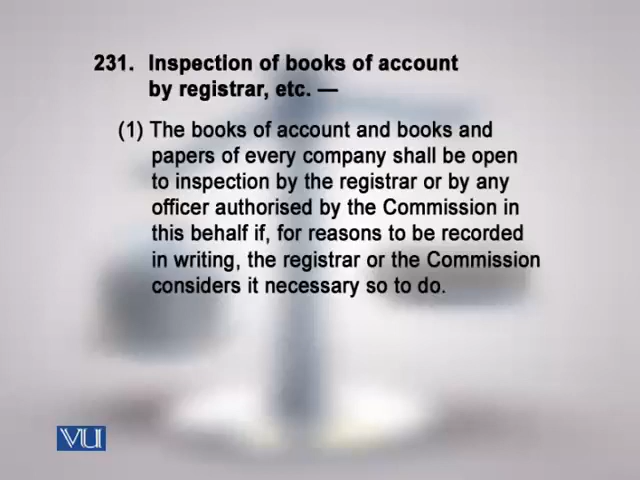 231. Inspection of books of account
by registrar, etc. —
(1) The books of account and books and
papers of every company shall be open
to inspection by the registrar or by any
officer authorised by the Commission in
this behalf if, for reasons to be recorded
in writing, the registrar or the Commission
considers it necessary so to do.
VU